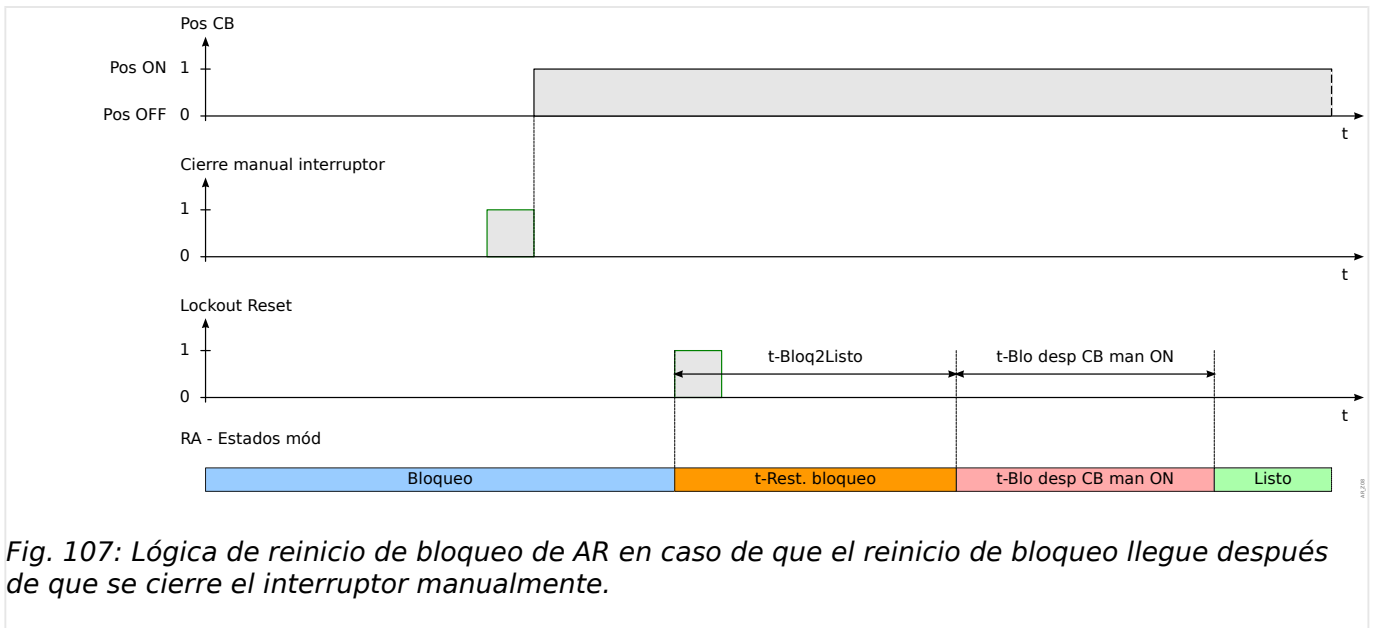 Pos CB
Pos ON 1
Pos OFF 0
t
Cierre manual interruptor
1
0
t
Lockout Reset
1
t-Bloq2Listo
t-Blo desp CB man ON
0
t
RA - Estados mód
Bloqueo
t-Rest. bloqueo
t-Blo desp CB man ON
Listo
Fig. 107: Lógica de reinicio de bloqueo de AR en caso de que el reinicio de bloqueo llegue después
de que se cierre el interruptor manualmente.